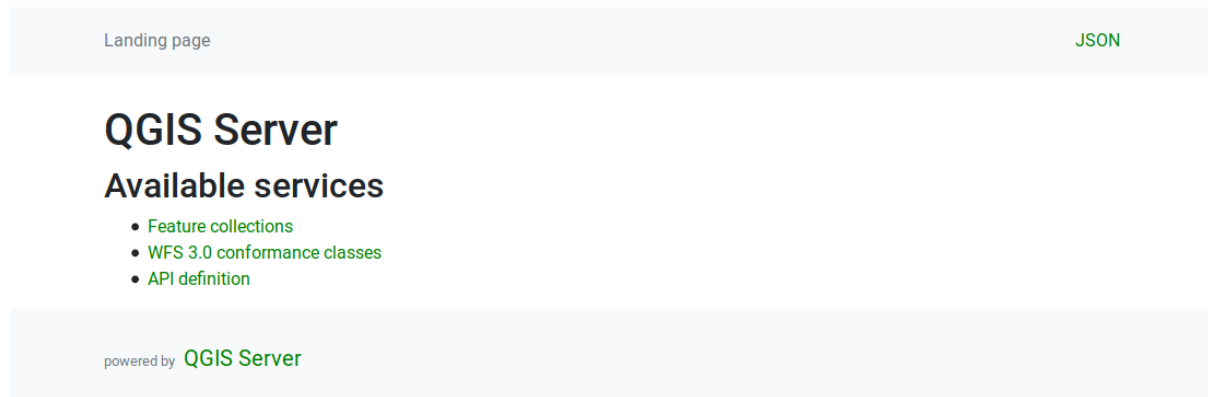 Landing page JSON
QGIS Server
Available services
Feature collections
WFS 3.0 conformance classes
API definition
powered by QGIS Server